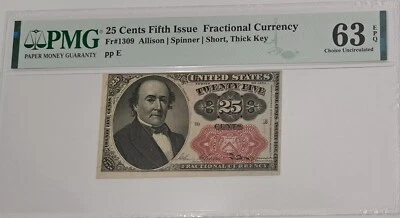 PMG
PAPER MONEY GUARANTY
25 Cents Fifth Issue Fractional Currency
Fr#1309 Allison | Spinner | Short, Thick Key
pp E
63 EPQ
Choice Uncirculated
UNITED STATES
TWENTY FIVE
25
CENTS
FRACTIONAL CURRENCY